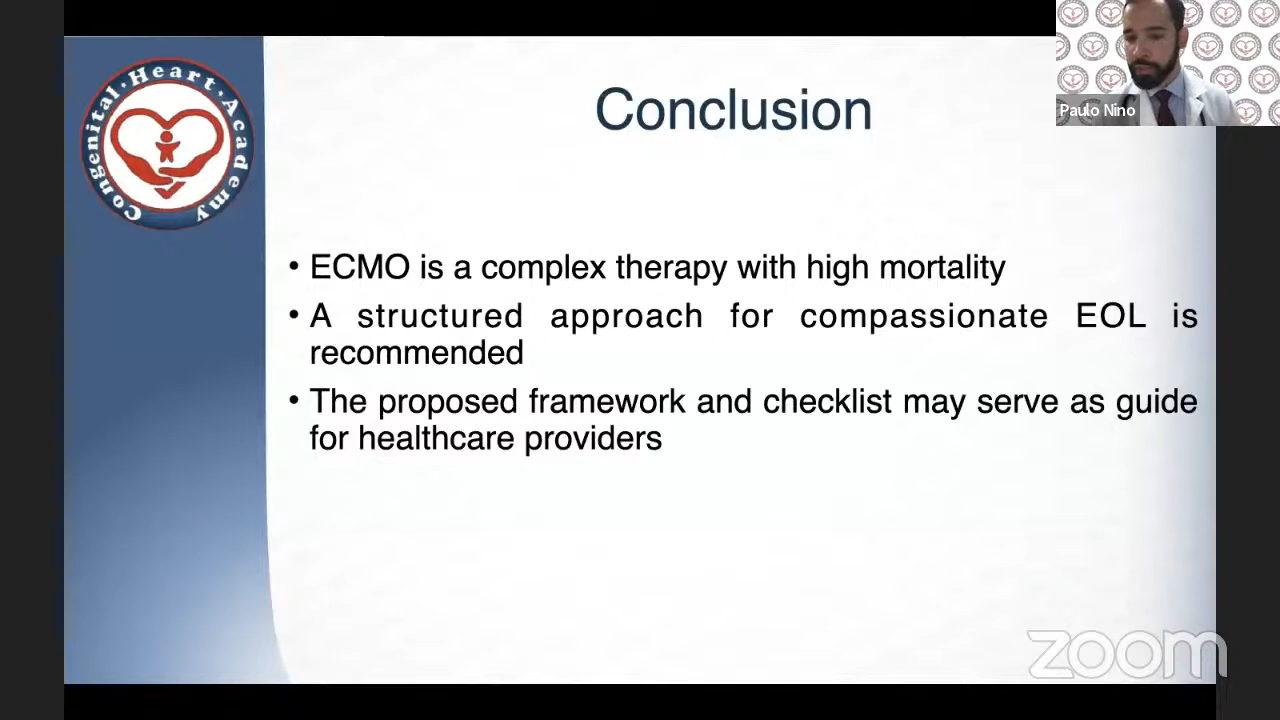 Congenital Heart Academy
Conclusion
Paulo Nino
• ECMO is a complex therapy with high mortality
• A structured approach for compassionate EOL is
recommended
• The proposed framework and checklist may serve as guide
for healthcare providers
zoom